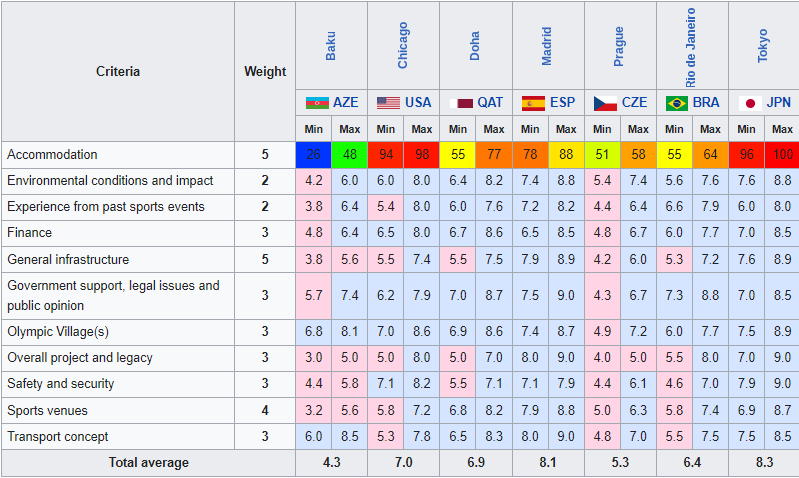 Criteria Weight Baku Chicago Doha Madrid Prague Rio de Janeiro Tokyo
AZE USA QAT ESP CZE BRA JPN
Min Max Min Max Min Max Min Max Min Max Min Max Min Max
Accommodation 5 26 48 94 98 55 77 78 88 51 58 55 64 96 100
Environmental conditions and impact 2 4.2 6.0 6.0 8.0 6.4 8.2 7.4 8.8 5.4 7.4 5.6 7.6 7.6 8.8
Experience from past sports events 2 3.8 6.4 5.4 8.0 6.0 7.6 7.2 8.2 4.4 6.4 6.6 7.9 6.0 8.0
Finance 3 4.8 6.4 6.5 8.0 6.7 8.6 6.5 8.5 4.8 6.7 6.0 7.7 7.0 8.5
General infrastructure 5 3.8 5.6 5.5 7.4 5.5 7.5 7.9 8.9 4.2 6.0 5.3 7.2 7.6 8.9
Government support, legal issues and
public opinion 3 5.7 7.4 6.2 7.9 7.0 8.7 7.5 9.0 4.3 6.7 7.3 8.8 7.0 8.5
Olympic Village(s) 3 6.8 8.1 7.0 8.6 6.9 8.6 7.4 8.7 4.9 7.2 6.0 7.7 7.5 8.9
Overall project and legacy 3 3.0 5.0 5.0 8.0 5.0 7.0 8.0 9.0 4.0 5.0 5.5 8.0 7.0 9.0
Safety and security 3 4.4 5.8 7.1 8.2 5.5 7.1 7.1 7.9 4.4 6.1 4.6 7.0 7.9 9.0
Sports venues 4 3.2 5.6 5.8 7.2 6.8 8.2 7.9 8.8 5.0 6.3 5.8 7.4 6.9 8.7
Transport concept 3 6.0 8.5 5.3 7.8 6.5 8.3 8.0 9.0 4.8 7.0 5.5 7.5 7.5 8.5
Total average 4.3 7.0 6.9 8.1 5.3 6.4 8.3